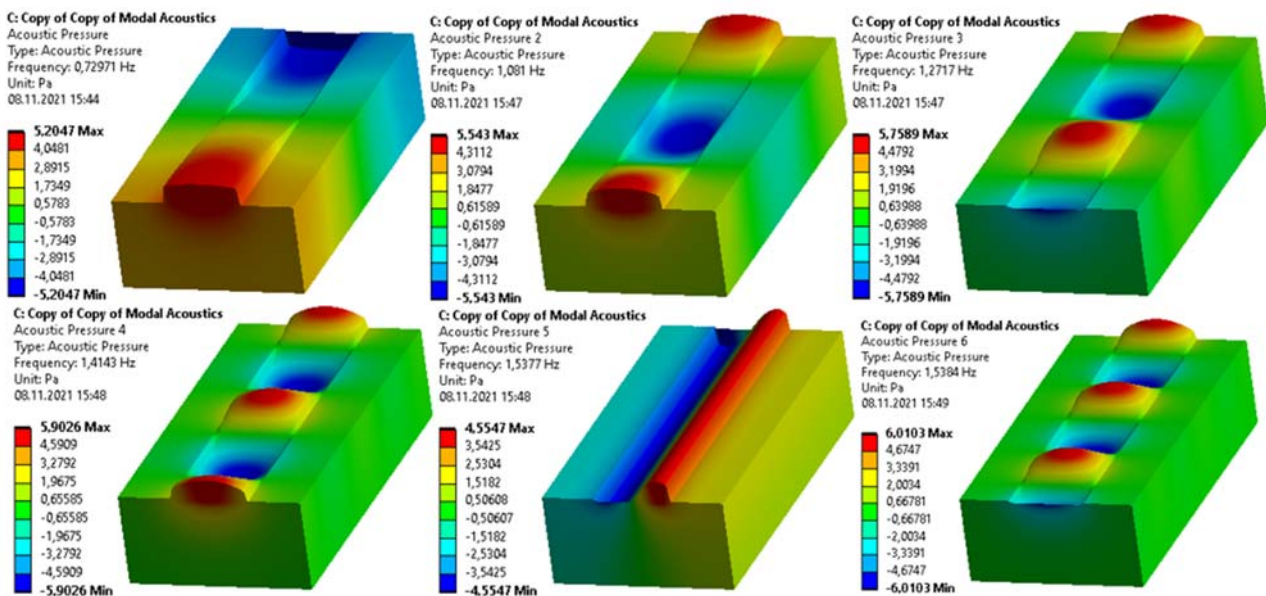 C: Copy of Copy of Modal Acoustics
Acoustic Pressure
Type: Acoustic Pressure
Frequency: 0,72971 Hz
Unit: Pa
08.11.2021 15:44
5,2047 Max
4,0481
2,8915
1,7349
0,5783
-0,5783
-1,7349
-2,8915
-4,0481
-5,2047 Min
C: Copy of Copy of Modal Acoustics
Acoustic Pressure 2
Type: Acoustic Pressure
Frequency: 1,081 Hz
Unit: Pa
08.11.2021 15:47
5,543 Max
4,3112
3,0794
1,8477
0,61589
-0,61589
-1,8477
-3,0794
-4,3112
-5,543 Min
C: Copy of Copy of Modal Acoustics
Acoustic Pressure 3
Type: Acoustic Pressure
Frequency: 1,2717 Hz
Unit: Pa
08.11.2021 15:47
5,7589 Max
4,4792
3,1994
1,9196
0,63988
-0,63988
-1,9196
-3,1994
-4,4792
-5,7589 Min
C: Copy of Copy of Modal Acoustics
Acoustic Pressure 4
Type: Acoustic Pressure
Frequency: 1,4143 Hz
Unit: Pa
08.11.2021 15:48
5,9026 Max
4,5909
3,2792
1,9675
0,65585
-0,65585
-1,9675
-3,2792
-4,5909
-5,9026 Min
C: Copy of Copy of Modal Acoustics
Acoustic Pressure 5
Type: Acoustic Pressure
Frequency: 1,5377 Hz
Unit: Pa
08.11.2021 15:48
4,5547 Max
3,5425
2,5304
1,5182
0,50608
-0,50607
-1,5182
-2,5304
-3,5425
-4,5547 Min
C: Copy of Copy of Modal Acoustics
Acoustic Pressure 6
Type: Acoustic Pressure
Frequency: 1,5384 Hz
Unit: Pa
08.11.2021 15:49
6,0103 Max
4,6747
3,3391
2,0034
0,66781
-0,66781
-2,0034
-3,3391
-4,6747
-6,0103 Min